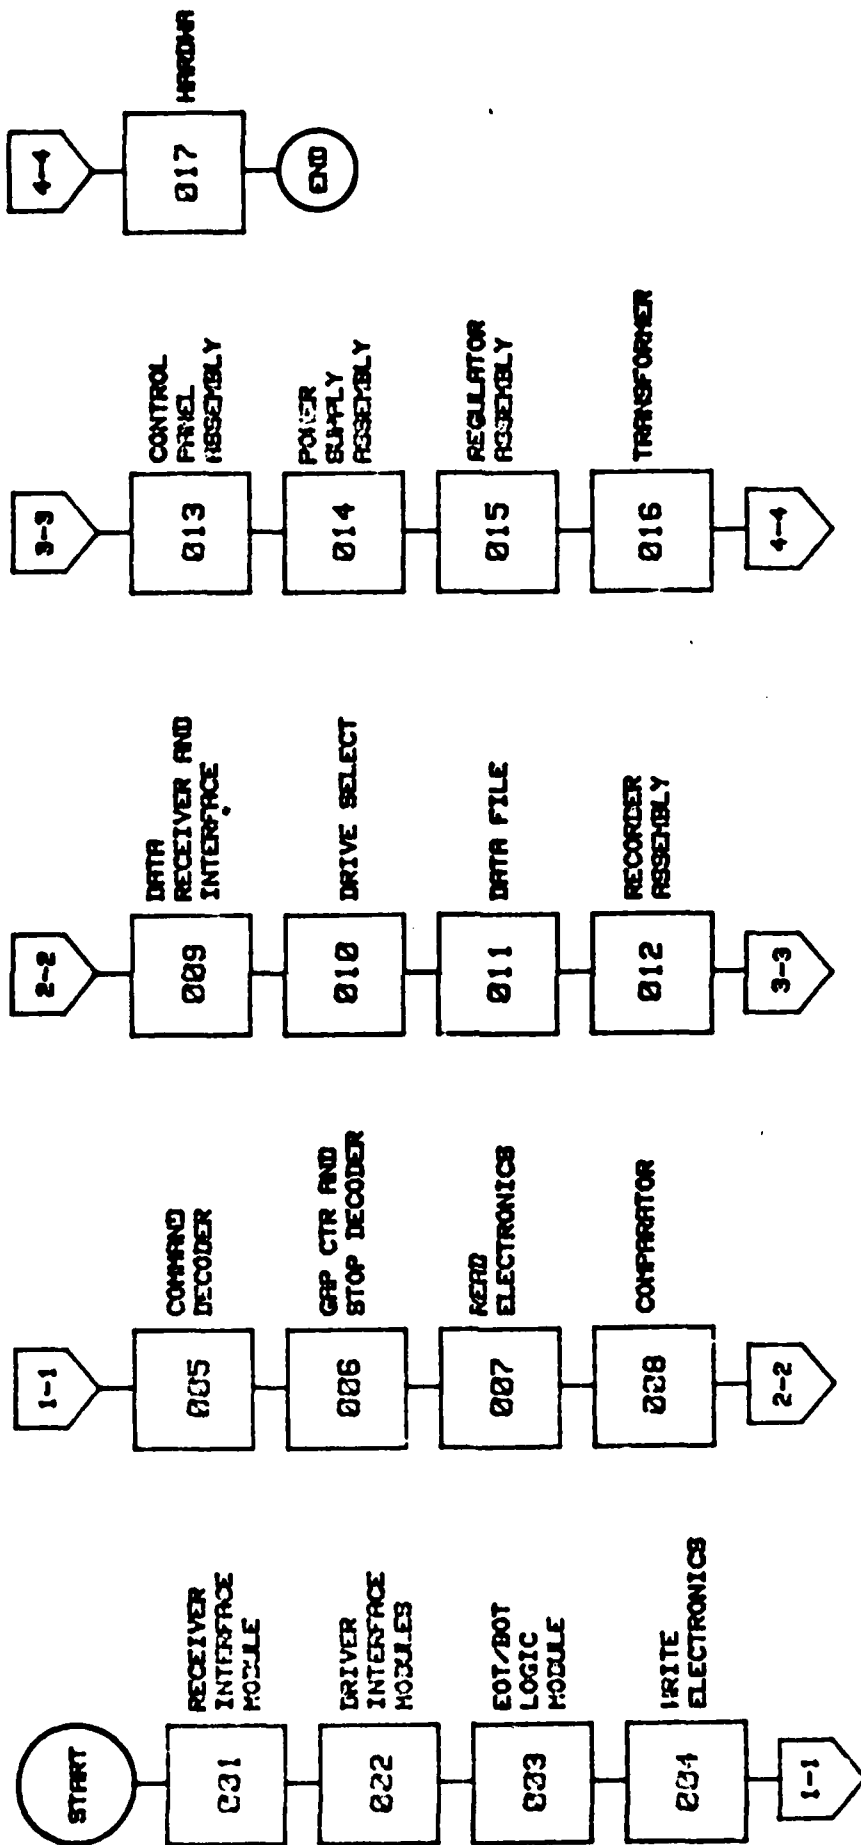 START
001
RECEIVER
INTERFACE
MODULE
002
DRIVER
INTERFACE
MODULES
003
EOT/BOT
LOGIC
MODULE
004
WRITE
ELECTRONICS
1-1
1-1
005
COMMAND
DECODER
006
GAP CTR AND
STOP DECODER
007
READ
ELECTRONICS
008
COMPARATOR
2-2
2-2
009
DATA
RECEIVER AND
INTERFACE
010
DRIVE SELECT
011
DATA FILE
012
RECORDER
ASSEMBLY
3-3
3-3
013
CONTROL
PANEL
ASSEMBLY
014
POWER
SUPPLY
ASSEMBLY
015
REGULATOR
ASSEMBLY
016
TRANSFORMER
4-4
4-4
017
HARDWA
END